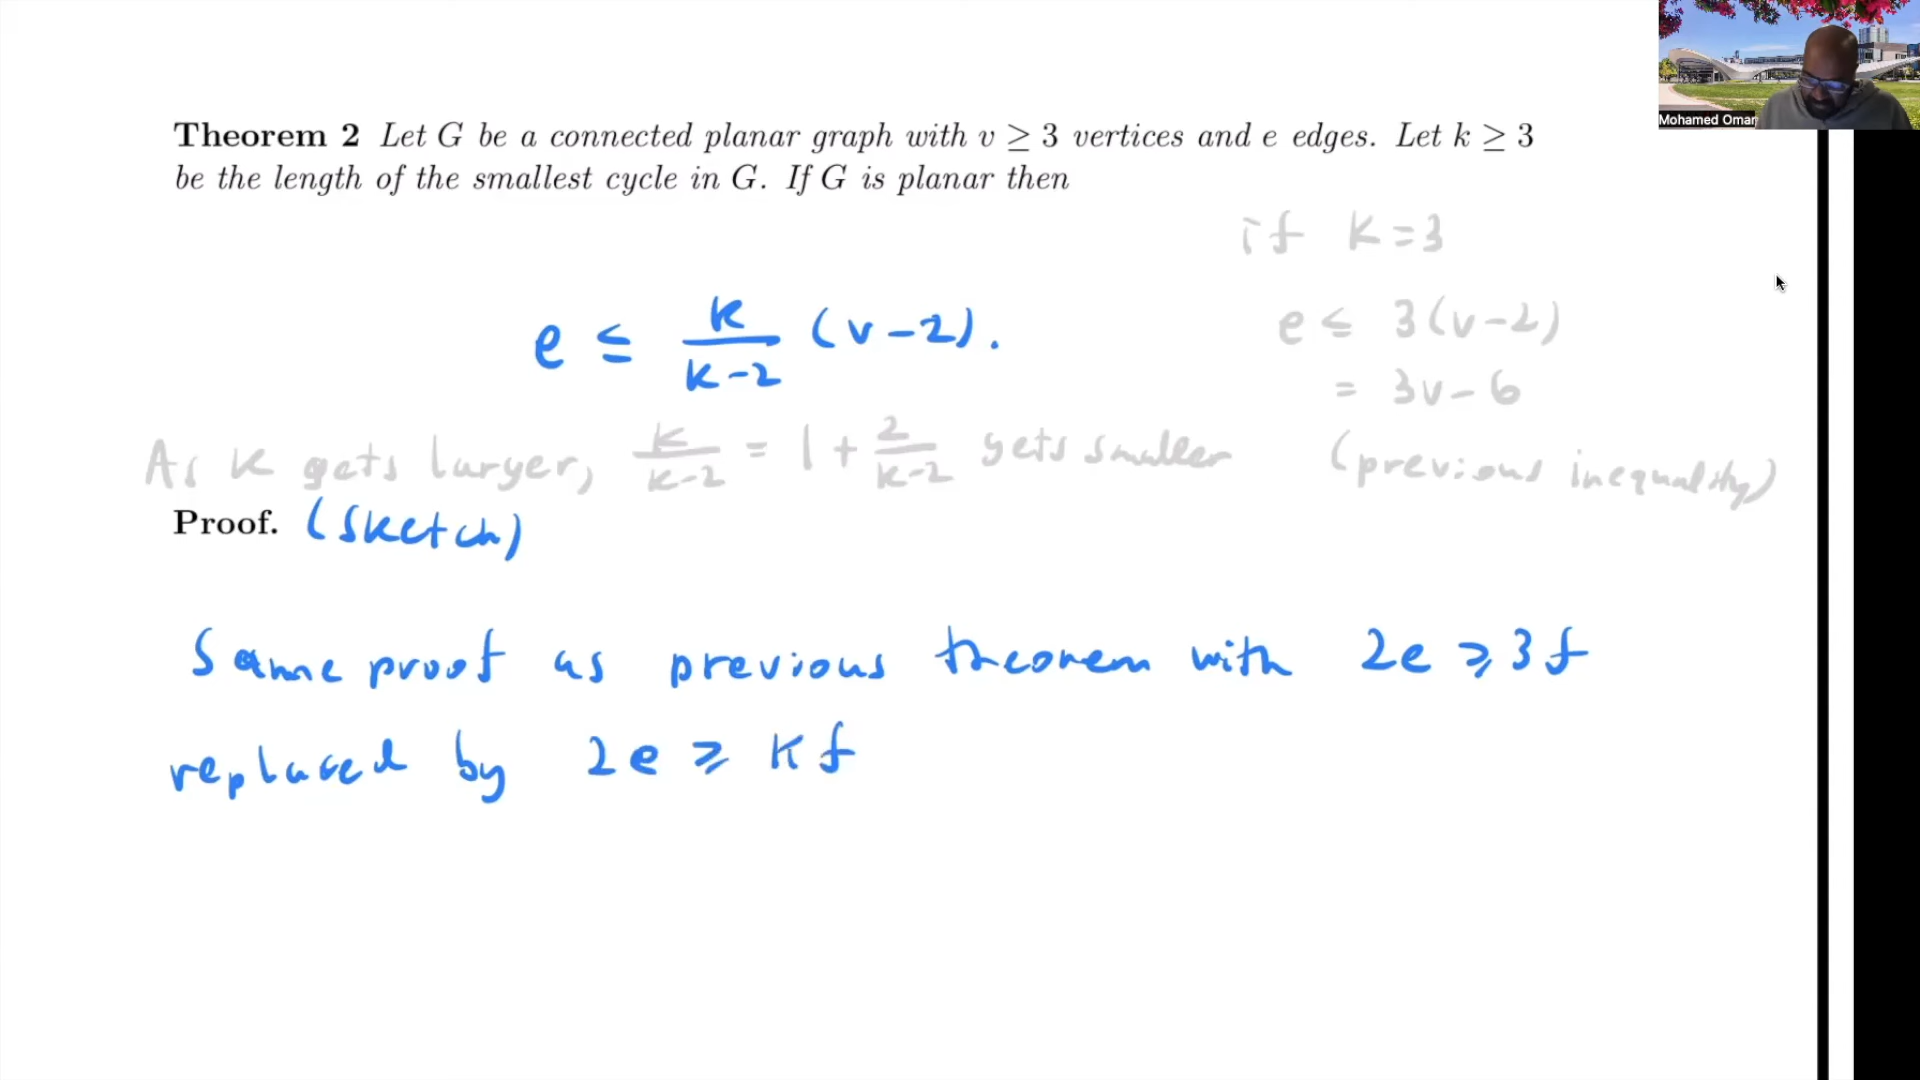 Mohamed Omar
Theorem 2 Let G be a connected planar graph with v ≥ 3 vertices and e edges. Let k ≥ 3
be the length of the smallest cycle in G. If G is planar then
if k=3
e ≤ k/(k-2) (v-2).
e ≤ 3(v-2)
= 3v-6
(previous inequality)
As k gets larger, k/(k-2) = 1 + 2/(k-2) gets smaller
Proof. (sketch)
Same proof as previous theorem with 2e ≥ 3f
replaced by 2e ≥ kf